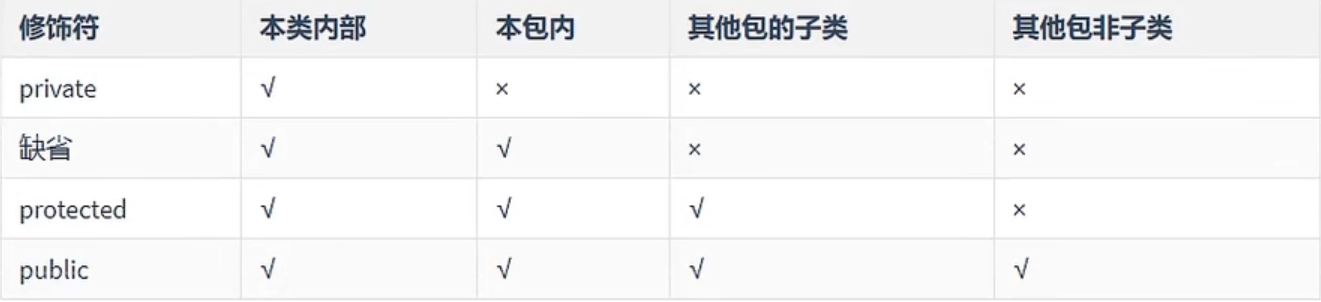 修饰符 本类内部 本包内 其他包的子类 其他包非子类
private √ × × ×
缺省 √ √ × ×
protected √ √ √ ×
public √ √ √ √